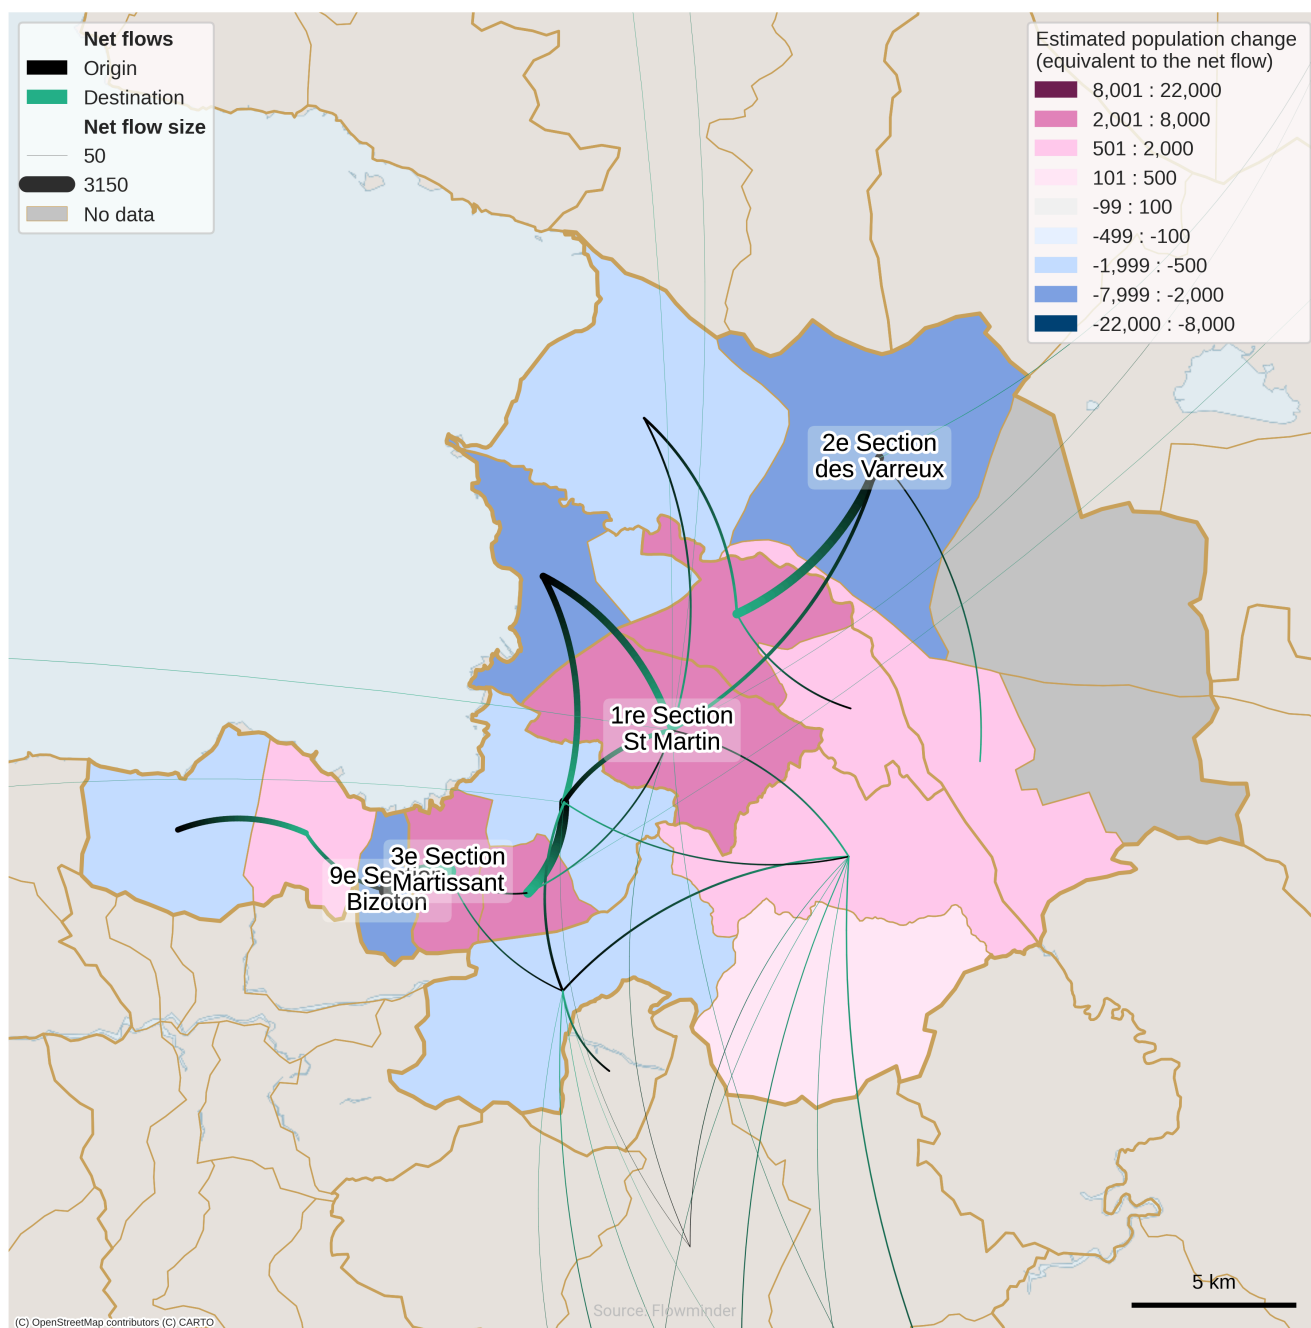 Net flows
Origin
Destination
Net flow size
50
3150
No data
Estimated population change
(equivalent to the net flow)
8,001 : 22,000
2,001 : 8,000
501 : 2,000
101 : 500
-99 : 100
-499 : -100
-1,999 : -500
-7,999 : -2,000
-22,000 : -8,000
2e Section
des Varreux
1re Section
St Martin
3e Section
Martissant
9e
Bizoton
5 km
Source: Flowminder
(C) OpenStreetMap contributors (C) CARTO